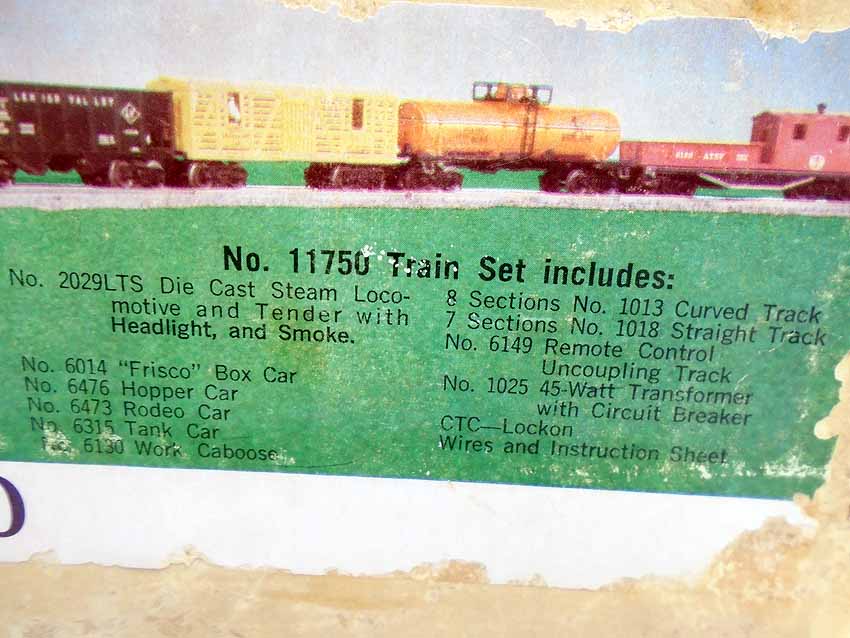 LEHIGH VALLEY
No. 11750 Train Set includes:
No. 2029LTS Die Cast Steam Loco-
motive and Tender with
Headlight, and Smoke.
No. 6014 "Frisco" Box Car
No. 6476 Hopper Car
No. 6473 Rodeo Car
No. 6315 Tank Car
No. 6130 Work Caboose
8 Sections No. 1013 Curved Track
7 Sections No. 1018 Straight Track
No. 6149 Remote Control
Uncoupling Track
No. 1025 45-Watt Transformer
with Circuit Breaker
CTC—Lockon
Wires and Instruction Sheet